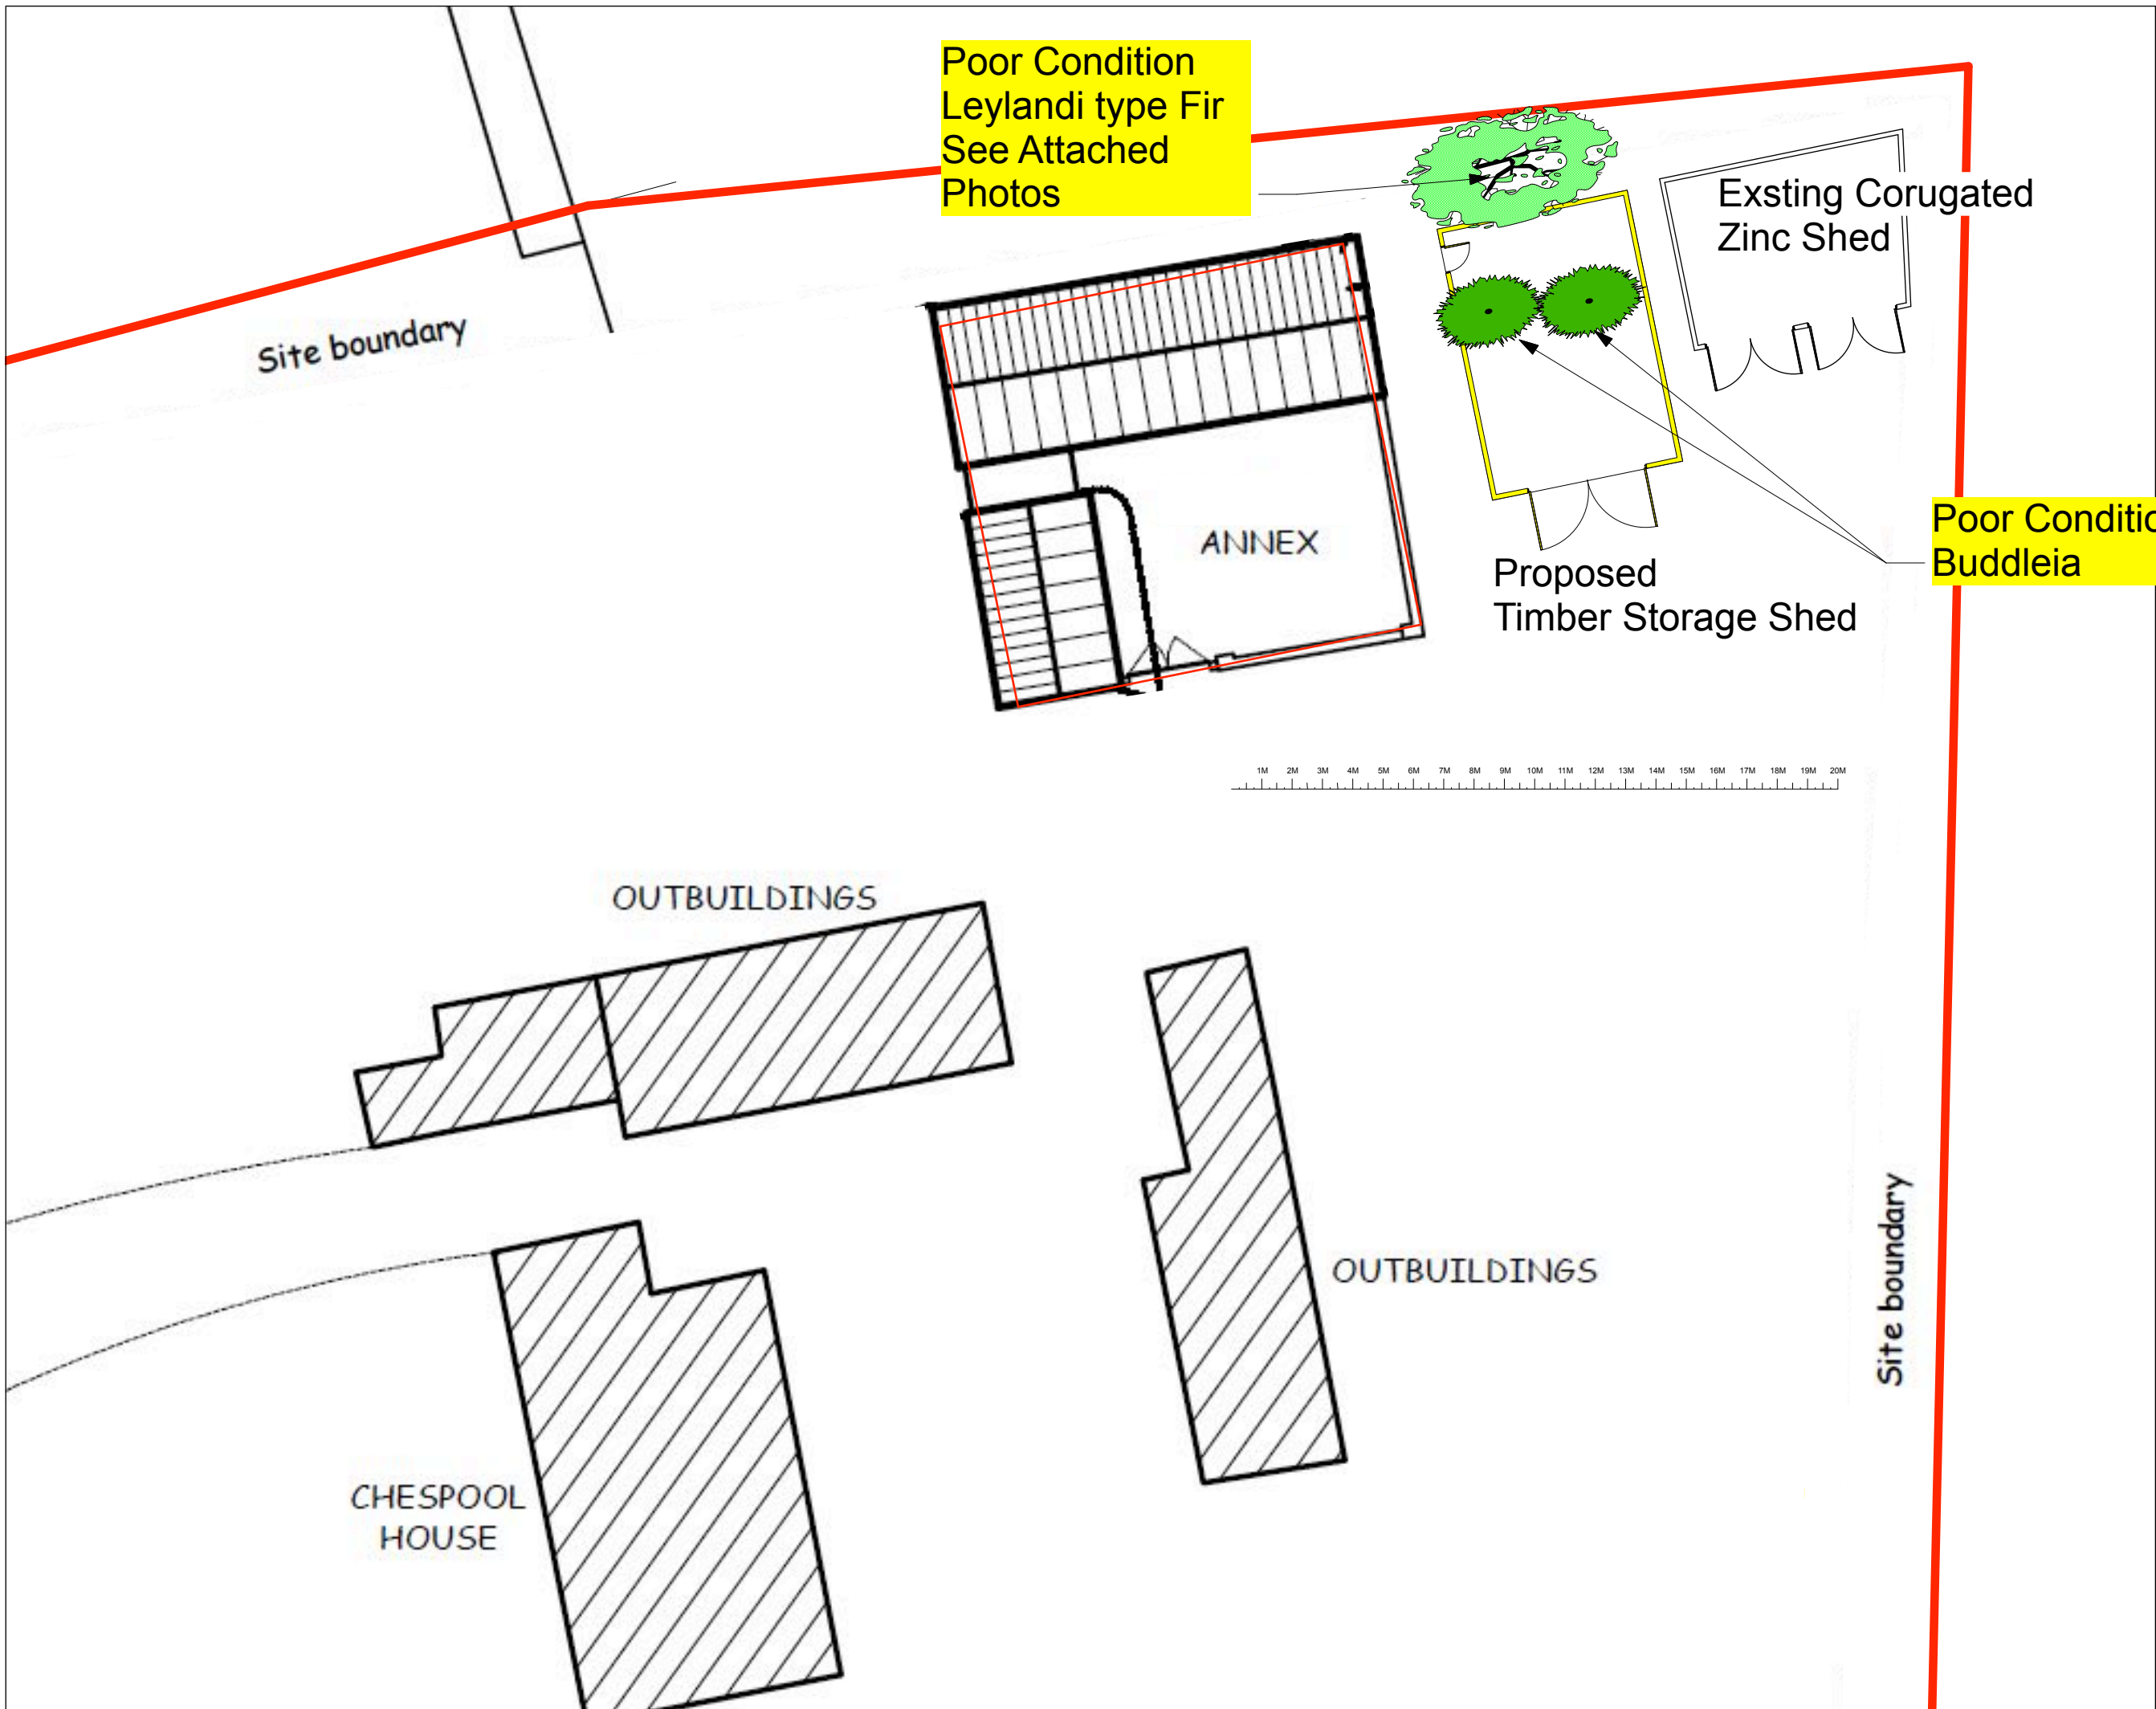 Poor Condition
Leylandi type Fir
See Attached
Photos
Exsting Corugated
Zinc Shed
Site boundary
ANNEX
Poor Conditio
Buddleia
Proposed
Timber Storage Shed
1M 2M 3M 4M 5M 6M 7M 8M 9M 10M 11M 12M 13M 14M 15M 16M 17M 18M 19M 20M
OUTBUILDINGS
OUTBUILDINGS
Site boundary
CHESPOOL
HOUSE